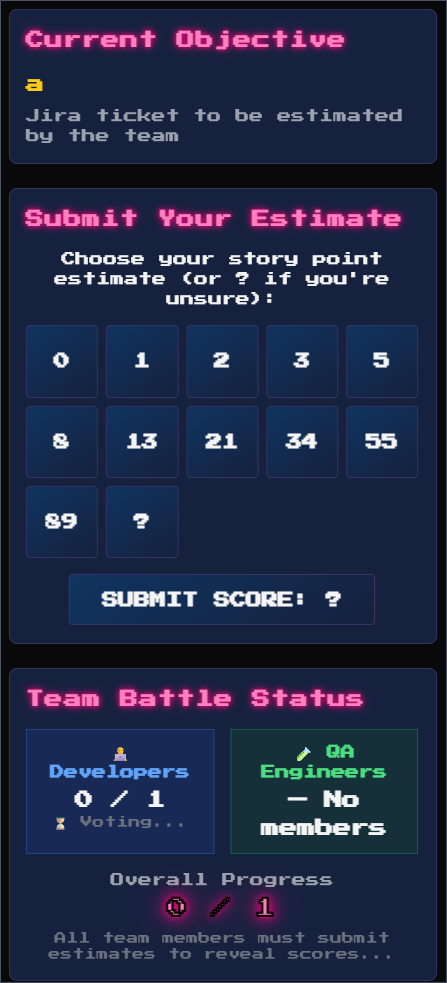 Current Objective
a
Jira ticket to be estimated
by the team
Submit Your Estimate
Choose your story point
estimate (or ? if you're
unsure):
0 1 2 3 5
8 13 21 34 55
89 ?
SUBMIT SCORE: ?
Team Battle Status
Developers
0 / 1
Voting...
QA
Engineers
— No
members
Overall Progress
0 / 1
All team members must submit
estimates to reveal scores...